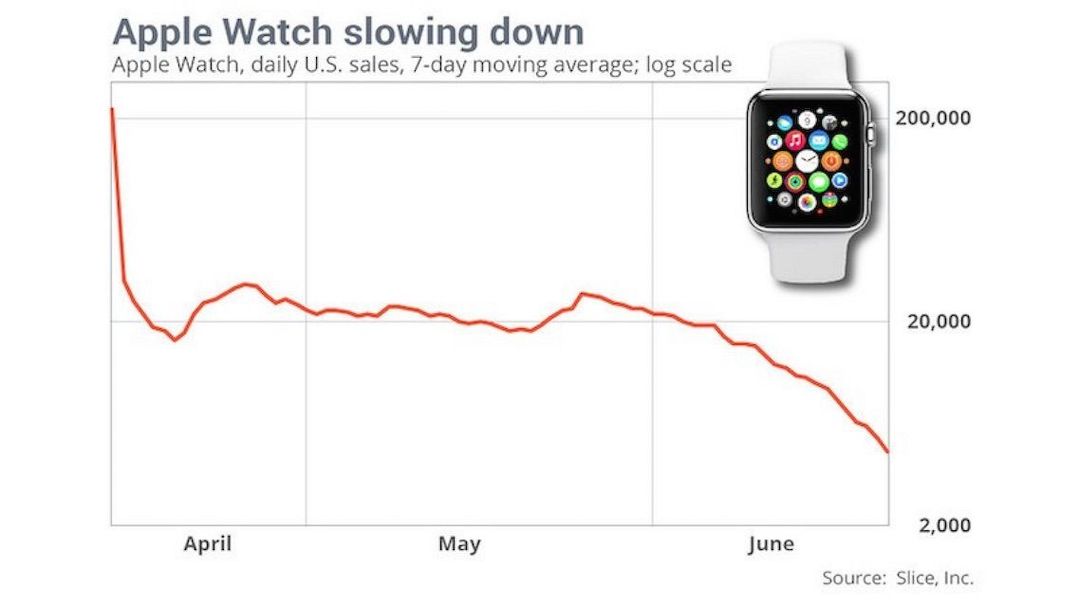 Apple Watch slowing down
Apple Watch, daily U.S. sales, 7-day moving average; log scale
9
200,000
20,000
2,000
April May June
Source: Slice, Inc.